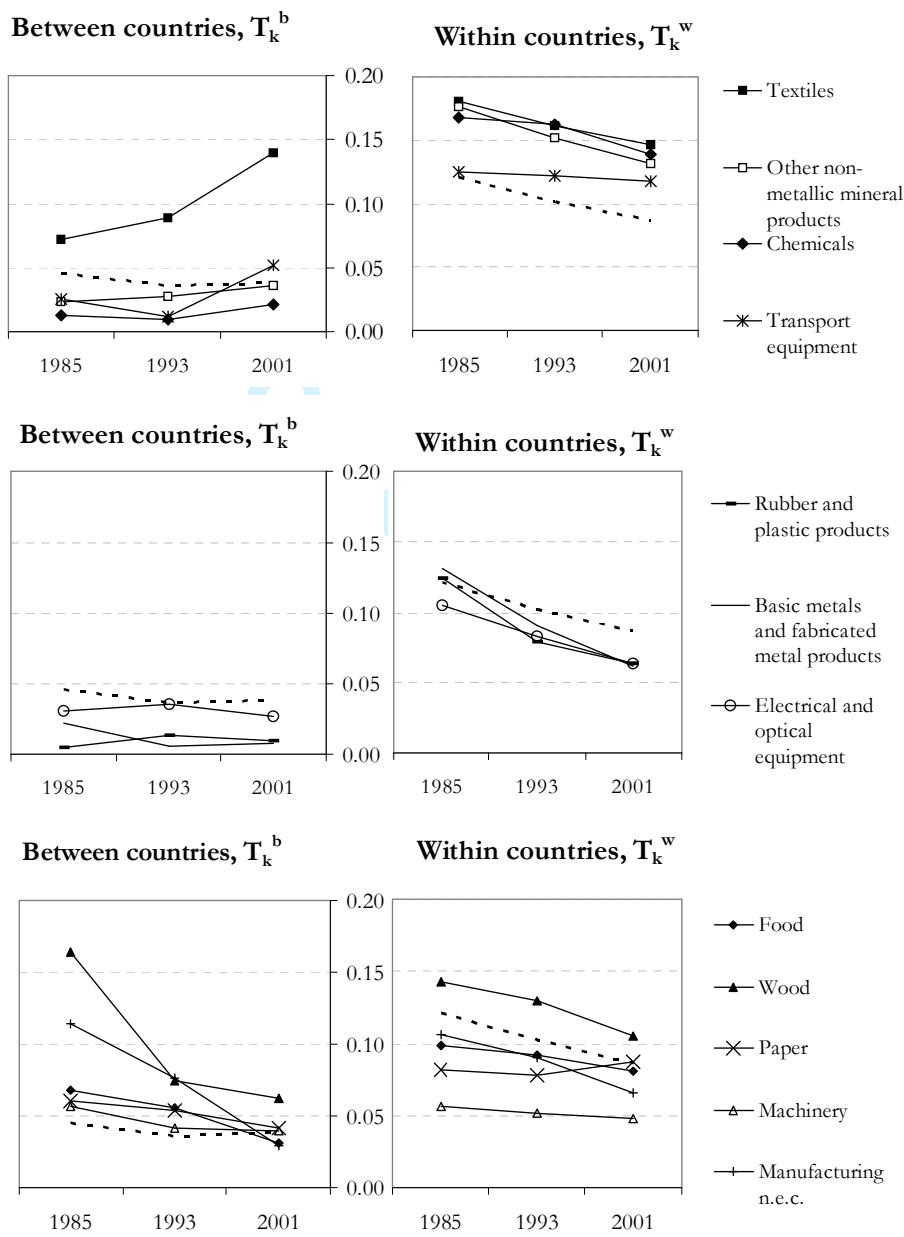 Between countries, Tₖᵇ
Within countries, Tₖʷ
0.20
0.15
0.10
0.05
0.00
1985 1993 2001
1985 1993 2001
Textiles
Other non-
metallic mineral
products
Chemicals
Transport
equipment
Between countries, Tₖᵇ
Within countries, Tₖʷ
0.20
0.15
0.10
0.05
0.00
1985 1993 2001
1985 1993 2001
Rubber and
plastic products
Basic metals
and fabricated
metal products
Electrical and
optical
equipment
Between countries, Tₖᵇ
Within countries, Tₖʷ
0.20
0.15
0.10
0.05
0.00
1985 1993 2001
1985 1993 2001
Food
Wood
Paper
Machinery
Manufacturing
n.e.c.